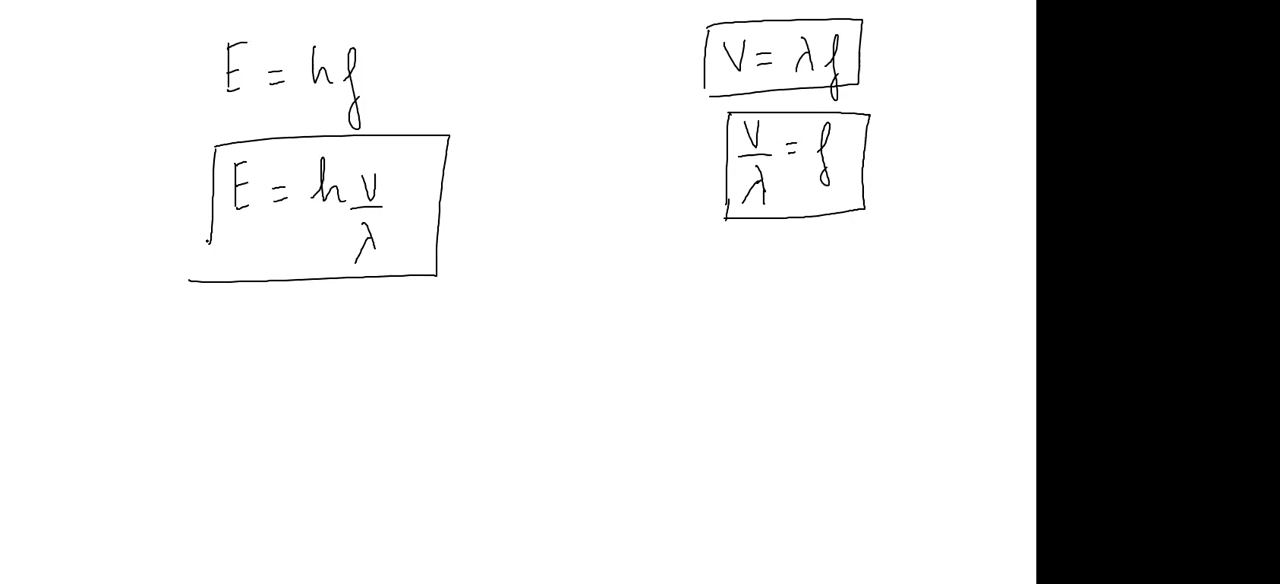 E = hf
E = h v/λ
V = λf
V/λ = f